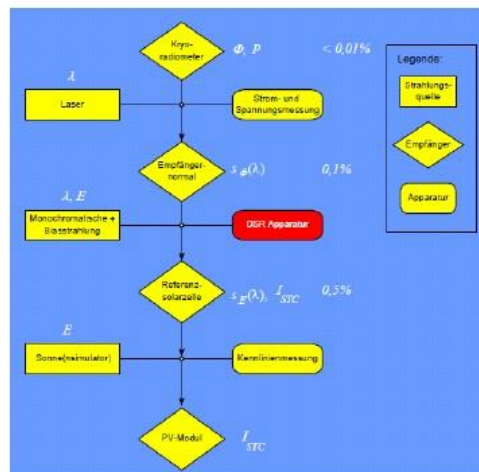 Kryo-
radiometer
Φ, P
< 0,01%
Legende:
Strahlungs-
quelle
λ
Laser
Strom- und
Spannungsmessung
Empfänger
Empfänger-
normal
s_Φ(λ)
0,1%
Apparatur
λ, E
Monochromatische +
Biasstrahlung
DSR Apparatur
Referenz-
solarzelle
s_E(λ), I_STC
0,5%
E
Sonne(nsimulator)
Kennlinienmessung
PV-Modul
I_STC